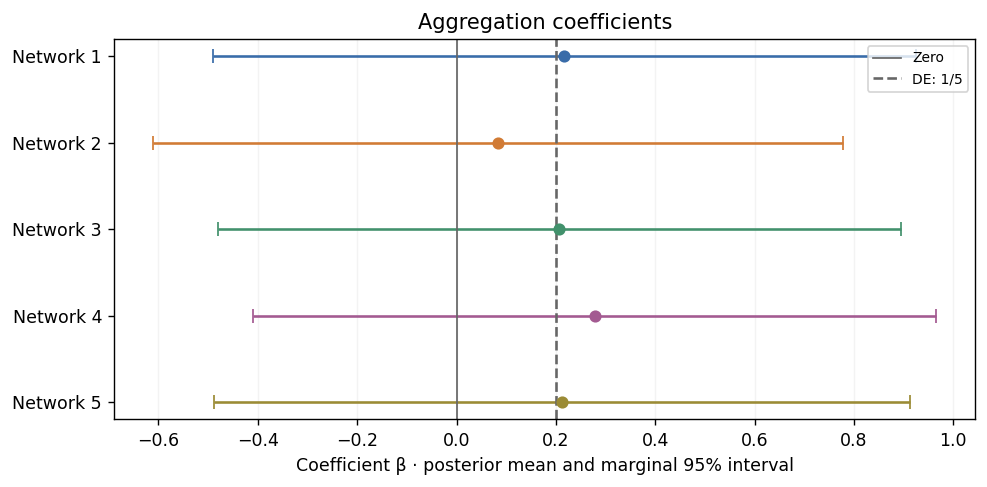 Aggregation coefficients
Network 1
Zero
DE: 1/5
Network 2
Network 3
Network 4
Network 5
−0.6 −0.4 −0.2 0.0 0.2 0.4 0.6 0.8 1.0
Coefficient β · posterior mean and marginal 95% interval